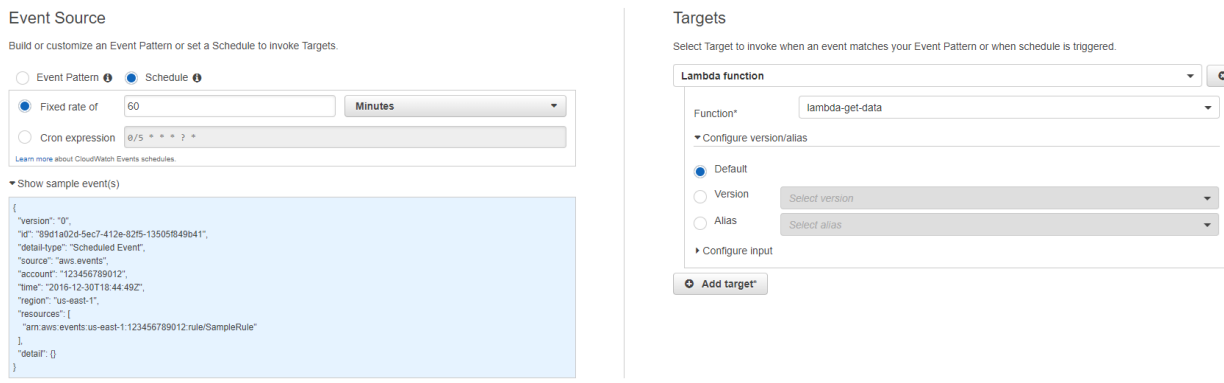 Event Source
Build or customize an Event Pattern or set a Schedule to invoke Targets.
Event Pattern
Schedule
Fixed rate of
60
Minutes
Cron expression
0/5 * * * ? *
Learn more about CloudWatch Events schedules.
Show sample event(s)
{
"version": "0",
"id": "89d1a02d-5ec7-412e-82f5-13505f849b41",
"detail-type": "Scheduled Event",
"source": "aws.events",
"account": "123456789012",
"time": "2016-12-30T18:44:49Z",
"region": "us-east-1",
"resources": [
"arn:aws:events:us-east-1:123456789012:rule/SampleRule"
],
"detail": {}
}
Targets
Select Target to invoke when an event matches your Event Pattern or when schedule is triggered.
Lambda function
Function*
lambda-get-data
Configure version/alias
Default
Version
Select version
Alias
Select alias
Configure input
Add target*